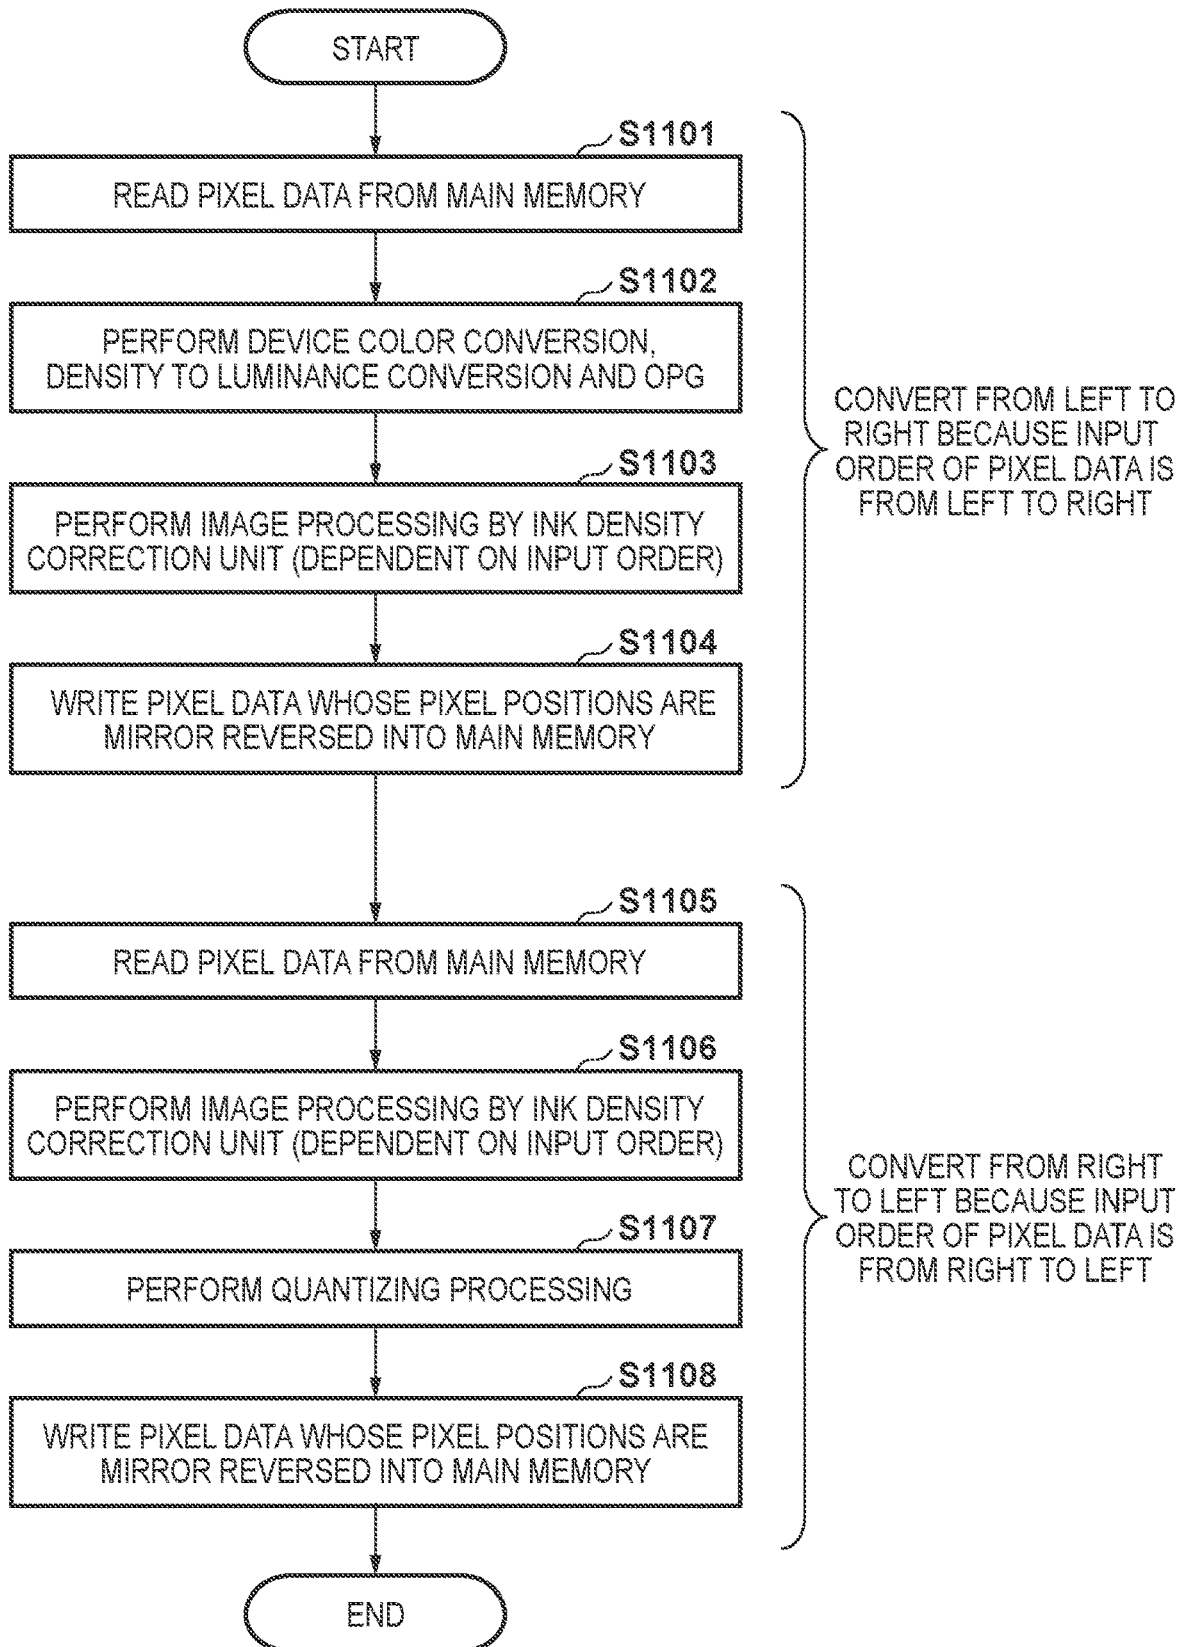 START
S1101
READ PIXEL DATA FROM MAIN MEMORY
S1102
PERFORM DEVICE COLOR CONVERSION,
DENSITY TO LUMINANCE CONVERSION AND OPG
S1103
PERFORM IMAGE PROCESSING BY INK DENSITY
CORRECTION UNIT (DEPENDENT ON INPUT ORDER)
S1104
WRITE PIXEL DATA WHOSE PIXEL POSITIONS ARE
MIRROR REVERSED INTO MAIN MEMORY
CONVERT FROM LEFT TO
RIGHT BECAUSE INPUT
ORDER OF PIXEL DATA IS
FROM LEFT TO RIGHT
S1105
READ PIXEL DATA FROM MAIN MEMORY
S1106
PERFORM IMAGE PROCESSING BY INK DENSITY
CORRECTION UNIT (DEPENDENT ON INPUT ORDER)
S1107
PERFORM QUANTIZING PROCESSING
S1108
WRITE PIXEL DATA WHOSE PIXEL POSITIONS ARE
MIRROR REVERSED INTO MAIN MEMORY
CONVERT FROM RIGHT
TO LEFT BECAUSE INPUT
ORDER OF PIXEL DATA IS
FROM RIGHT TO LEFT
END